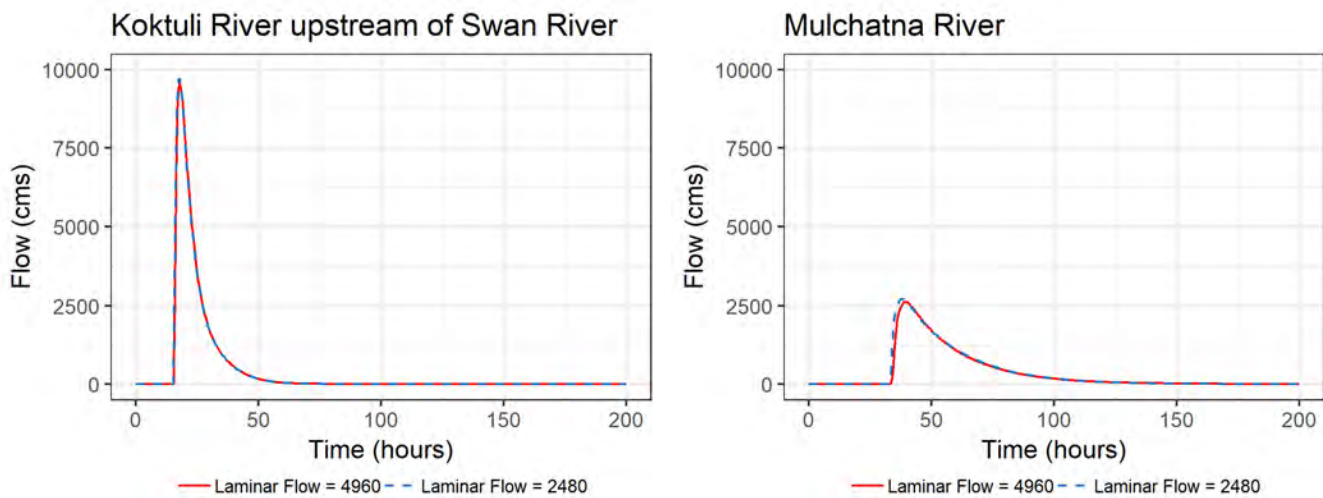 Koktuli River upstream of Swan River
10000
7500
5000
2500
0
Flow (cms)
0 50 100 150 200
Time (hours)
Laminar Flow = 4960 Laminar Flow = 2480
Mulchatna River
10000
7500
5000
2500
0
Flow (cms)
0 50 100 150 200
Time (hours)
Laminar Flow = 4960 Laminar Flow = 2480